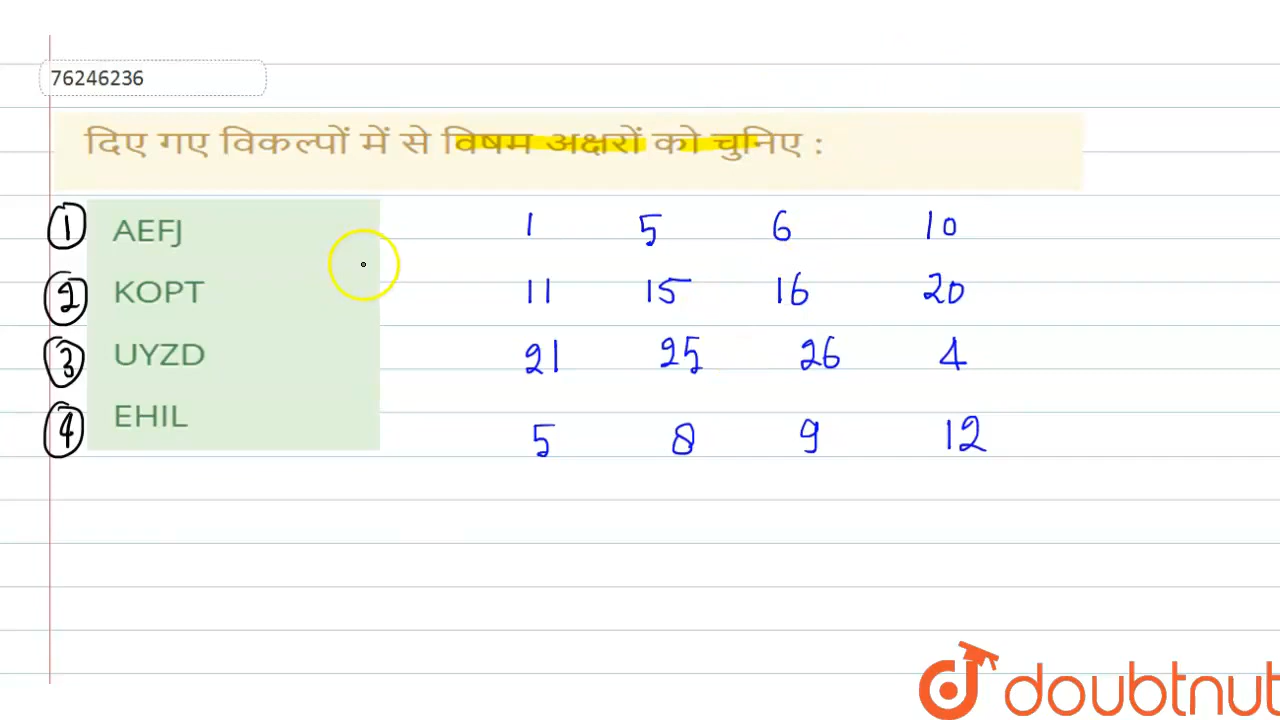 76246236
दिए गए विकल्पों में से विषम अक्षरों को चुनिए :
1 AEFJ 1 5 6 10
2 KOPT 11 15 16 20
3 UYZD 21 25 26 4
4 EHIL 5 8 9 12
doubtnut